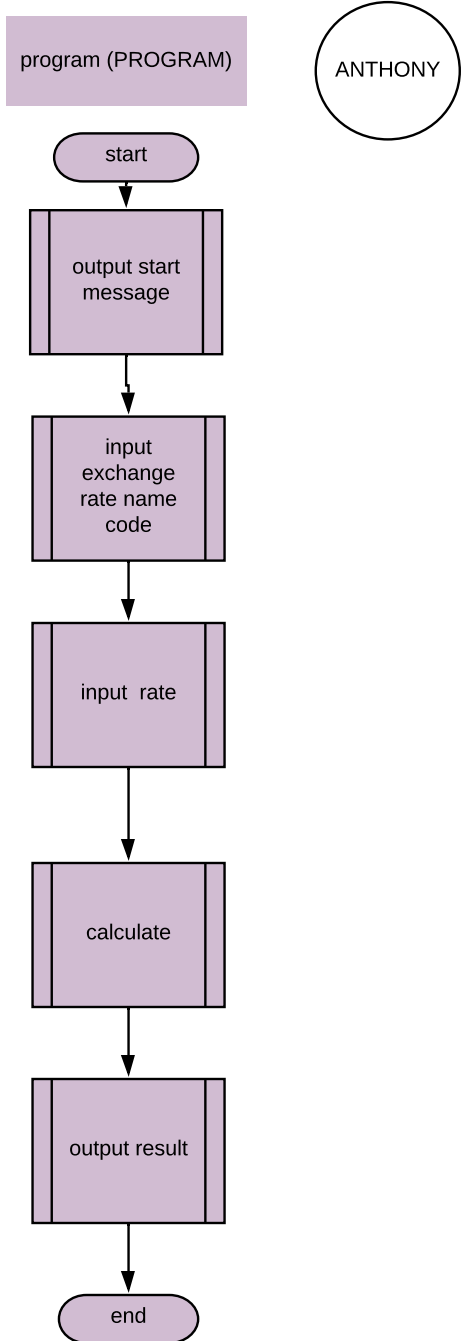 program (PROGRAM)
ANTHONY
start
output start
message
input
exchange
rate name
code
input rate
calculate
output result
end